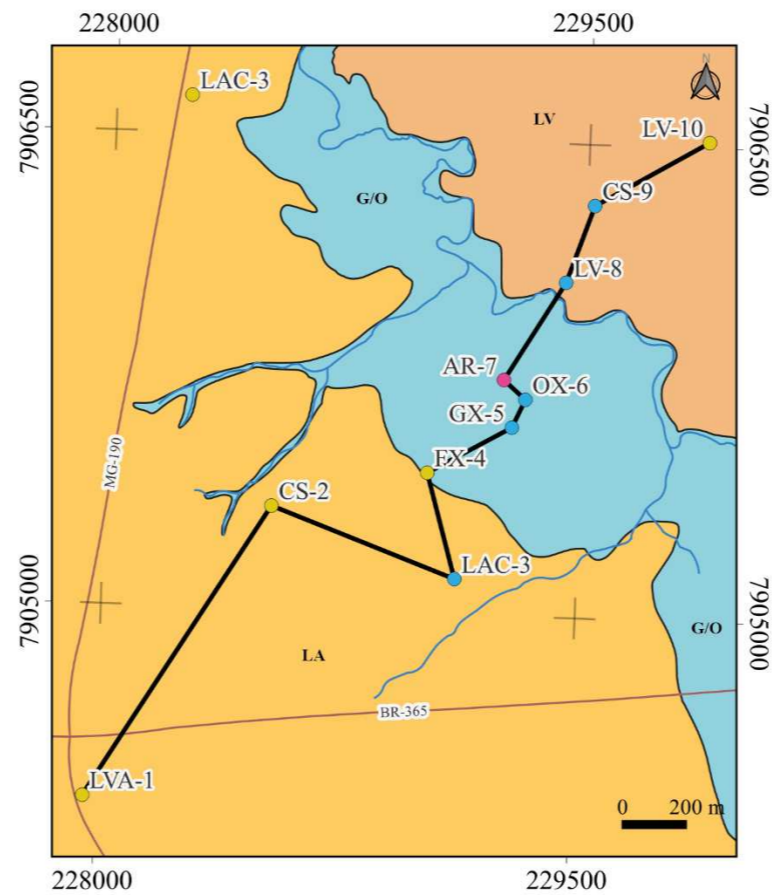 228000
229500
N
LAC-3
LV
LV-10
7906500
7906500
G/O
CS-9
LV-8
AR-7
OX-6
GX-5
FX-4
MG-190
CS-2
LAC-3
7905000
7905000
LA
G/O
BR-365
LVA-1
0 200 m
228000
229500